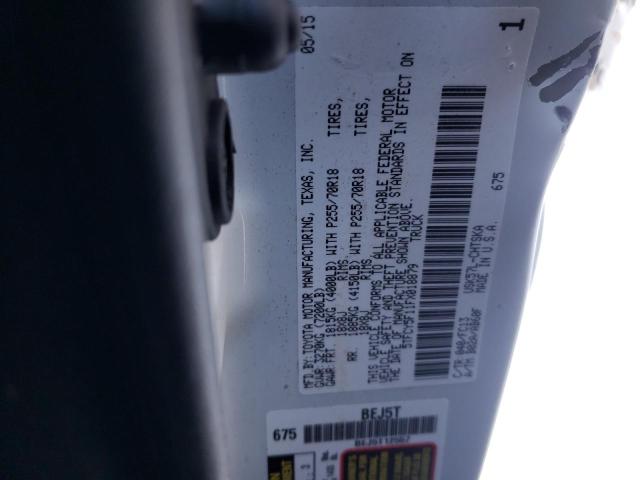 05/15
MFD.BY:TOYOTA MOTOR MANUFACTURING, TEXAS, INC.
GVWR:3270KG (7200LB)
GAWR:FRT. 1815KG (4000LB) WITH P255/70R18 TIRES,
18X8J RIMS.
RR. 1885KG (4150LB) WITH P255/70R18 TIRES,
18X8J RIMS.
THIS VEHICLE CONFORMS TO ALL APPLICABLE FEDERAL MOTOR
VEHICLE SAFETY AND THEFT PREVENTION STANDARDS IN EFFECT ON
THE DATE OF MANUFACTURE SHOWN ABOVE.
5TFCY5F11FX018879 TRUCK
C/TR 040/FC13
USK57L-CHTSKA
MADE IN U.S.A.
675
1
BEJ5T
675